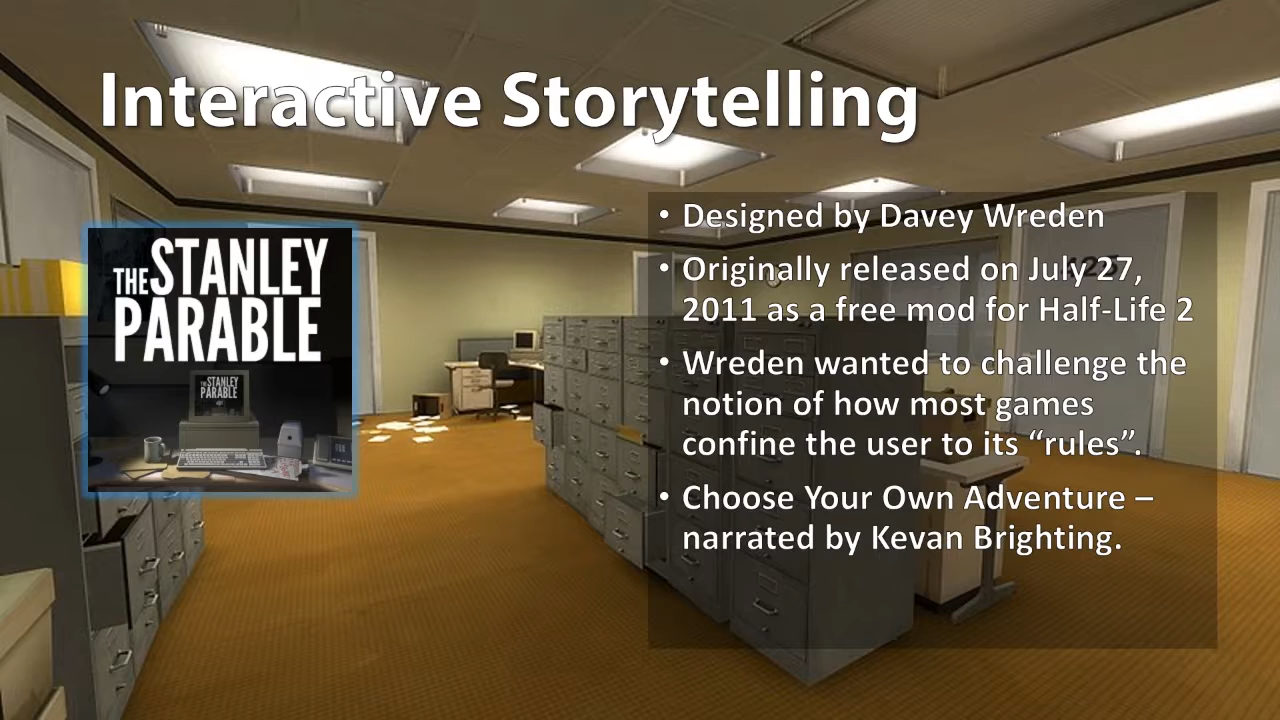 Interactive Storytelling
THE STANLEY
PARABLE
THE STANLEY
PARABLE
• Designed by Davey Wreden
• Originally released on July 27,
2011 as a free mod for Half-Life 2
• Wreden wanted to challenge the
notion of how most games
confine the user to its “rules”.
• Choose Your Own Adventure –
narrated by Kevan Brighting.